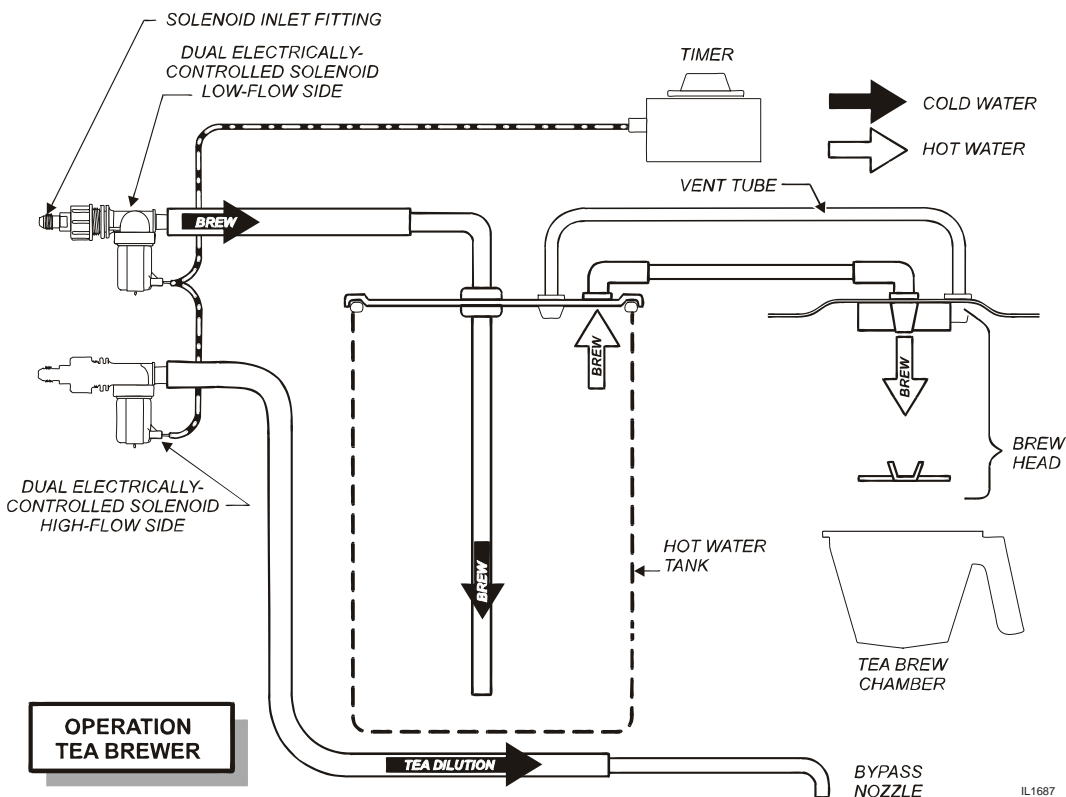 SOLENOID INLET FITTING
DUAL ELECTRICALLY-
CONTROLLED SOLENOID
LOW-FLOW SIDE
TIMER
COLD WATER
HOT WATER
VENT TUBE
BREW
BREW
BREW
BREW
BREW
HEAD
DUAL ELECTRICALLY-
CONTROLLED SOLENOID
HIGH-FLOW SIDE
HOT WATER
TANK
TEA BREW
CHAMBER
OPERATION
TEA BREWER
TEA DILUTION
BYPASS
NOZZLE
IL1687